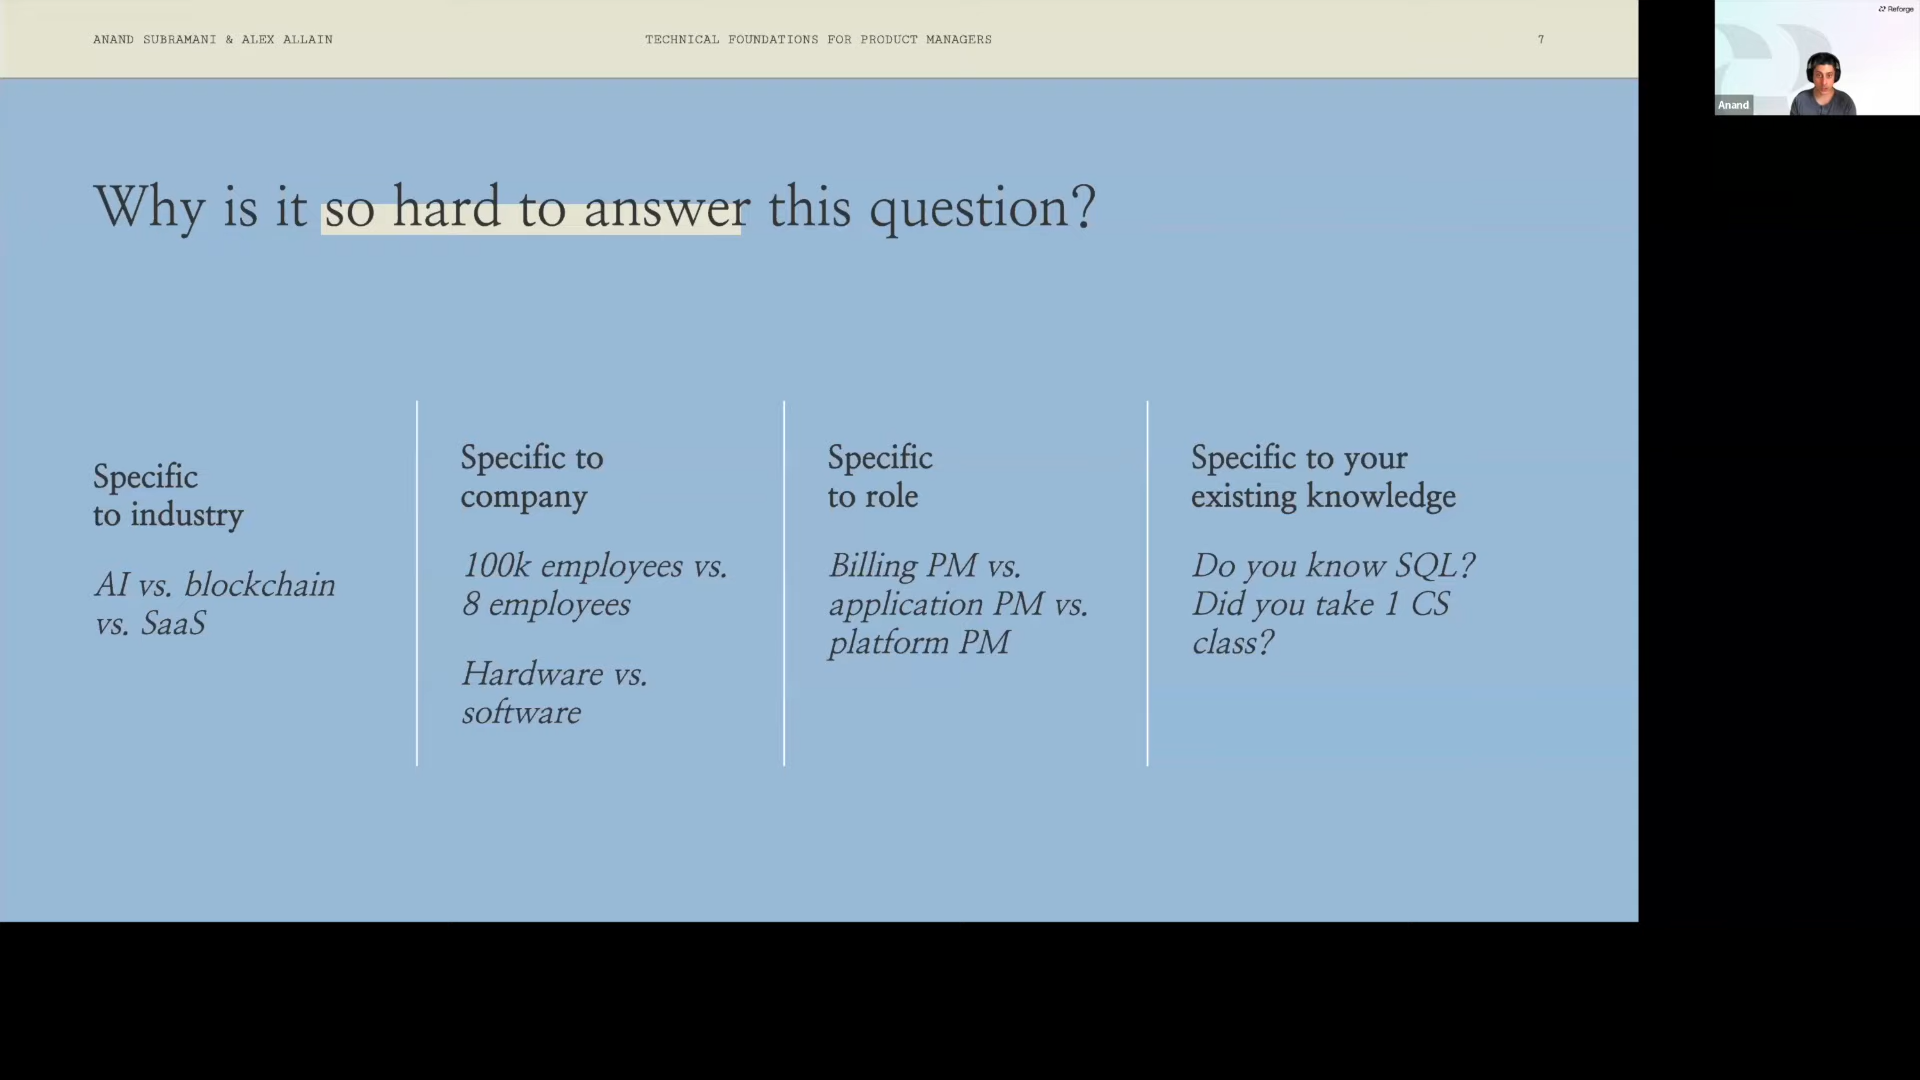 ANAND SUBRAMANI & ALEX ALLAIN
TECHNICAL FOUNDATIONS FOR PRODUCT MANAGERS
7
Reforge
Anand
Why is it so hard to answer this question?
Specific
to industry
AI vs. blockchain
vs. SaaS
Specific to
company
100k employees vs.
8 employees
Hardware vs.
software
Specific
to role
Billing PM vs.
application PM vs.
platform PM
Specific to your
existing knowledge
Do you know SQL?
Did you take 1 CS
class?